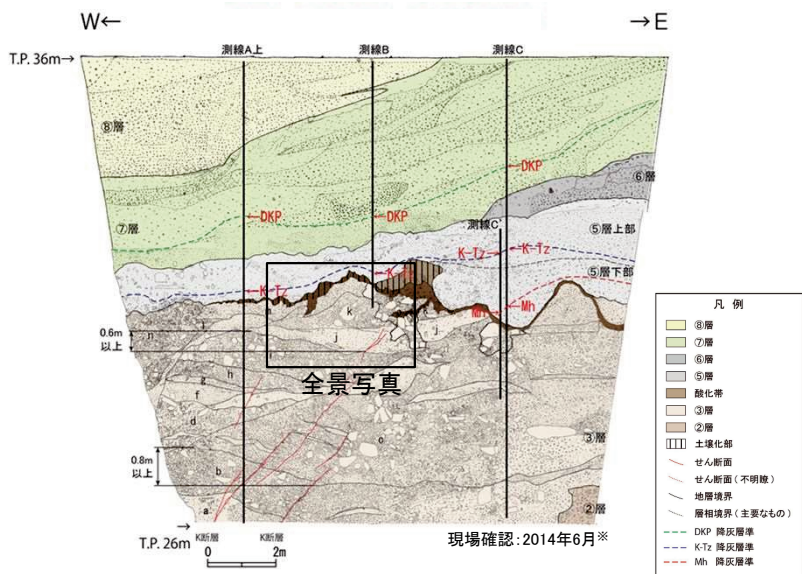 W← →E
測線A上 測線B 測線C
T.P. 36m→
⑧層
←DKP
⑥層
←DKP ←DKP
測線C'
⑦層
⑤層上部
K-Tz→ ←K-Tz
←K-Tz
⑤層下部
←K-Tz
Mh→ Mh
0.6m
以上
n
l
k
j
j
i
h
g
f
d
全景写真
③層
o
0.8m
以上
b
a
②層
T.P. 26m→
K断層 K断層
0 2m
現場確認：2014年6月※
凡 例
⑧層
⑦層
⑥層
⑤層
酸化帯
③層
②層
土壌化部
せん断面
せん断面(不明瞭)
地層境界
層相境界(主要なもの)
DKP 降灰層準
K-Tz 降灰層準
Mh 降灰層準